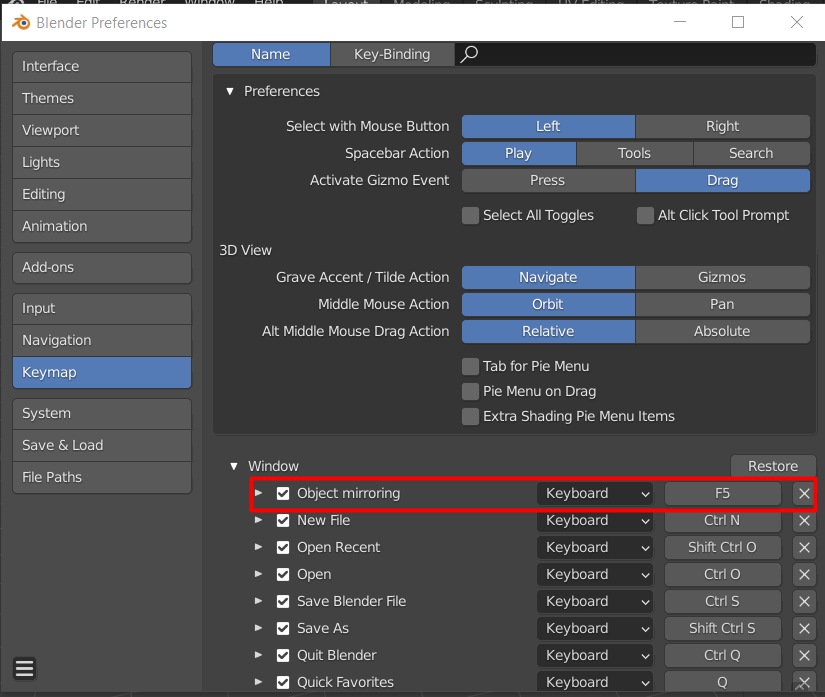 Blender Preferences
Interface
Themes
Viewport
Lights
Editing
Animation
Add-ons
Input
Navigation
Keymap
System
Save & Load
File Paths
Name Key-Binding
Preferences
Select with Mouse Button Left Right
Spacebar Action Play Tools Search
Activate Gizmo Event Press Drag
Select All Toggles Alt Click Tool Prompt
3D View
Grave Accent / Tilde Action Navigate Gizmos
Middle Mouse Action Orbit Pan
Alt Middle Mouse Drag Action Relative Absolute
Tab for Pie Menu
Pie Menu on Drag
Extra Shading Pie Menu Items
Window Restore
Object mirroring Keyboard F5
New File Keyboard Ctrl N
Open Recent Keyboard Shift Ctrl O
Open Keyboard Ctrl O
Save Blender File Keyboard Ctrl S
Save As Keyboard Shift Ctrl S
Quit Blender Keyboard Ctrl Q
Quick Favorites Keyboard Q